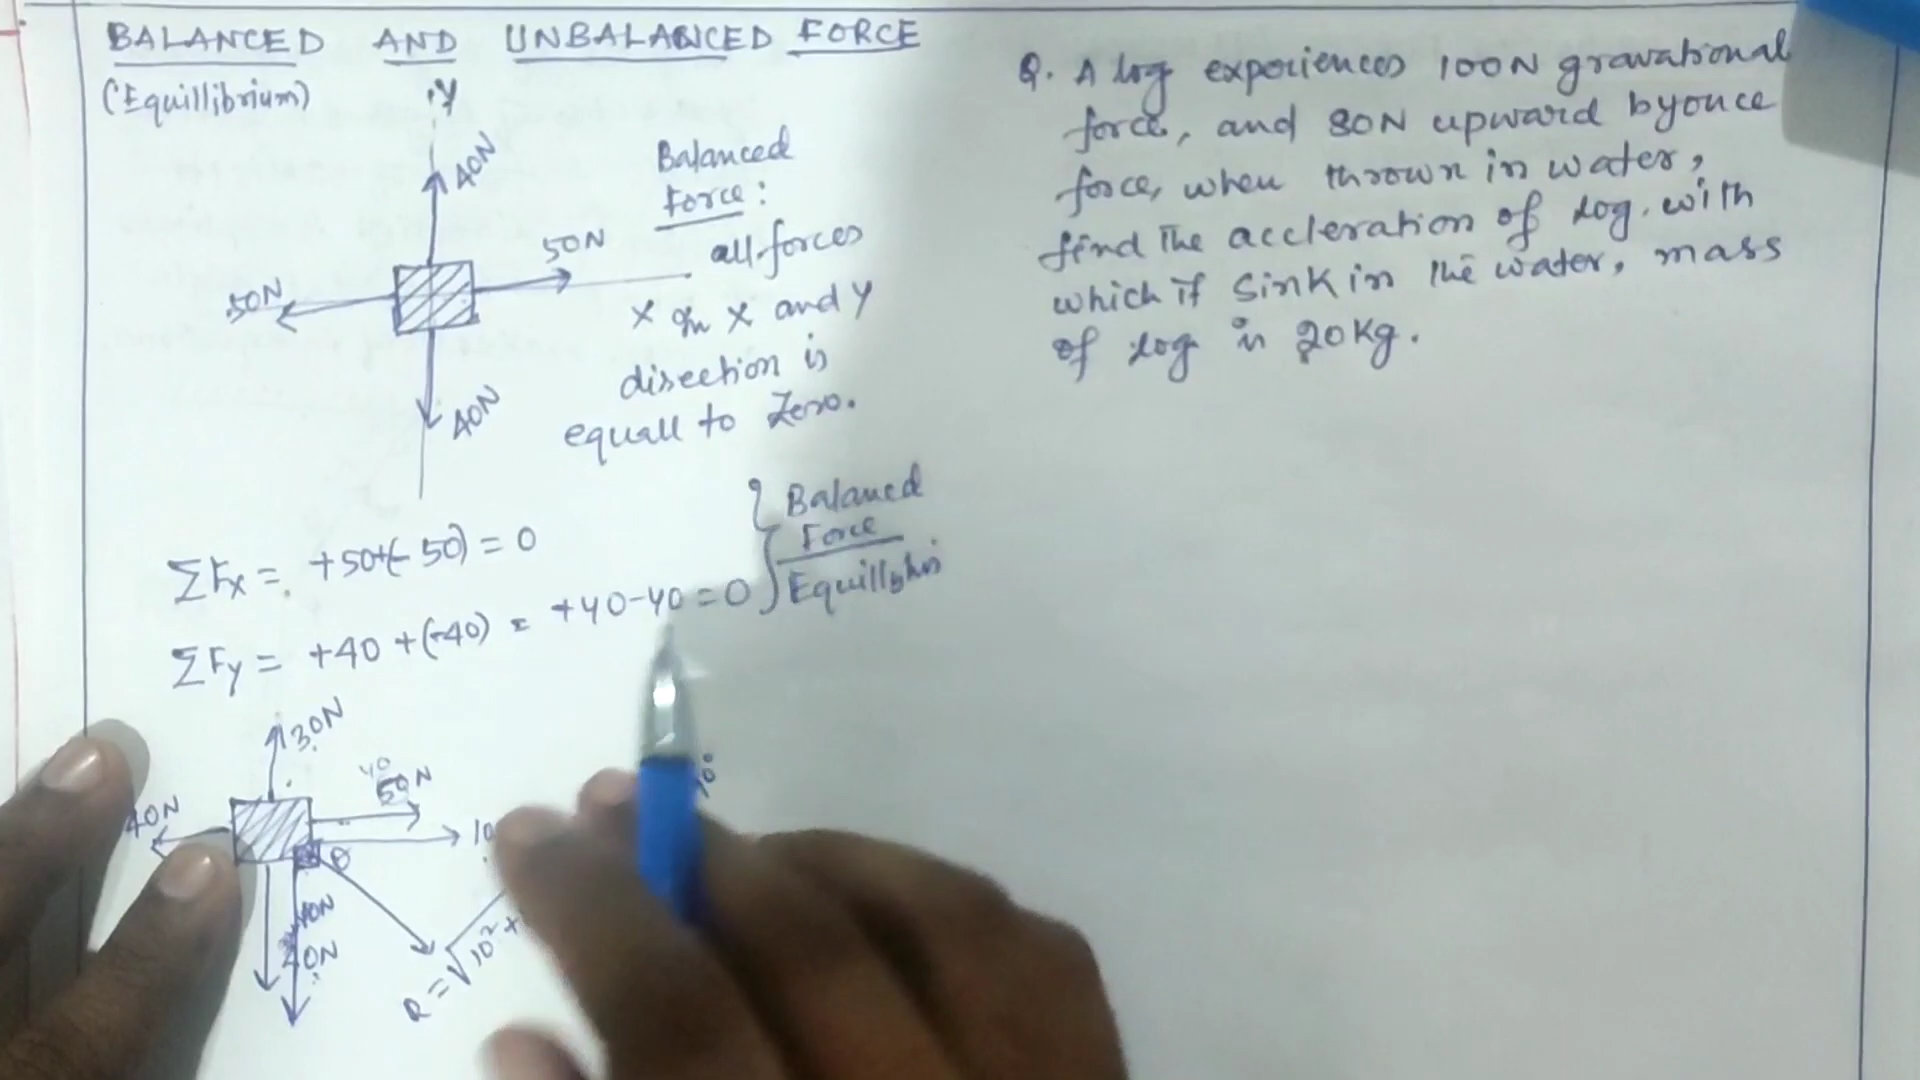 BALANCED AND UNBALANCED FORCE
(Equillibrium)
Y
40N
50N
50N
40N
Balanced
Force:
all forces
X in X and Y
direction is
equall to Zero.
ΣFx = +50+(-50) = 0
ΣFy = +40 +(-40) = +40-40 = 0
Balanced
Force
30N
40
50N
40N
10
θ
40N
40N
R = √10² +
Q. A log experiences 100N gravational
force, and 80N upward byouce
force, when thrown in water,
find The accleration of log. with
which it sink in the water, mass
of log is 20Kg.